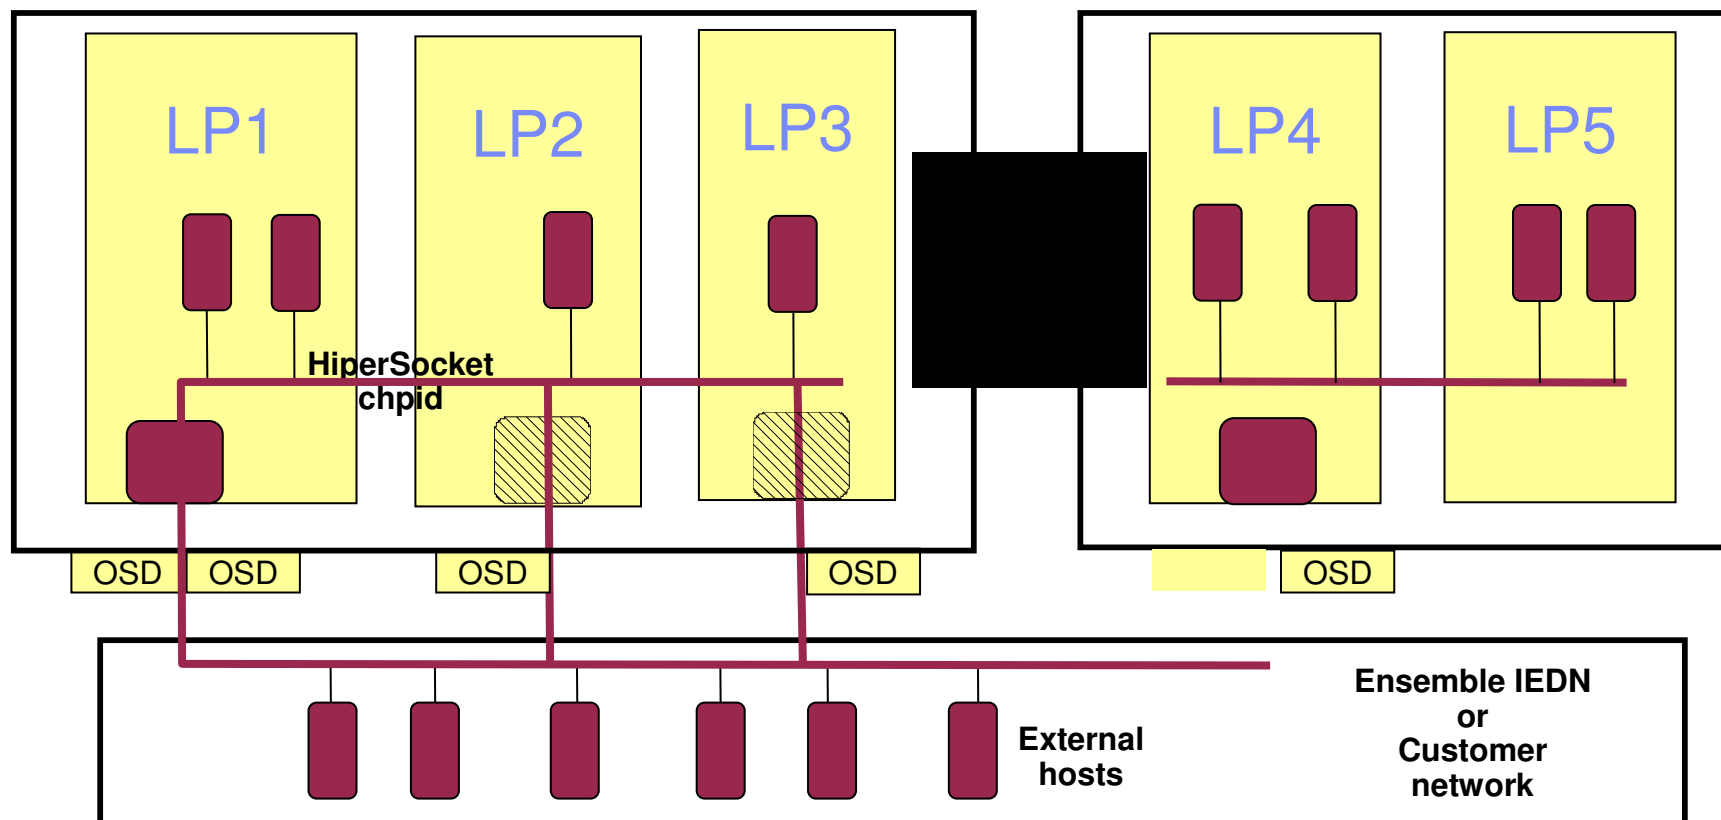 LP1
LP2
LP3
LP4
LP5
HiperSocket
chpid
OSD
OSD
OSD
OSD
OSD
External
hosts
Ensemble IEDN
or
Customer
network